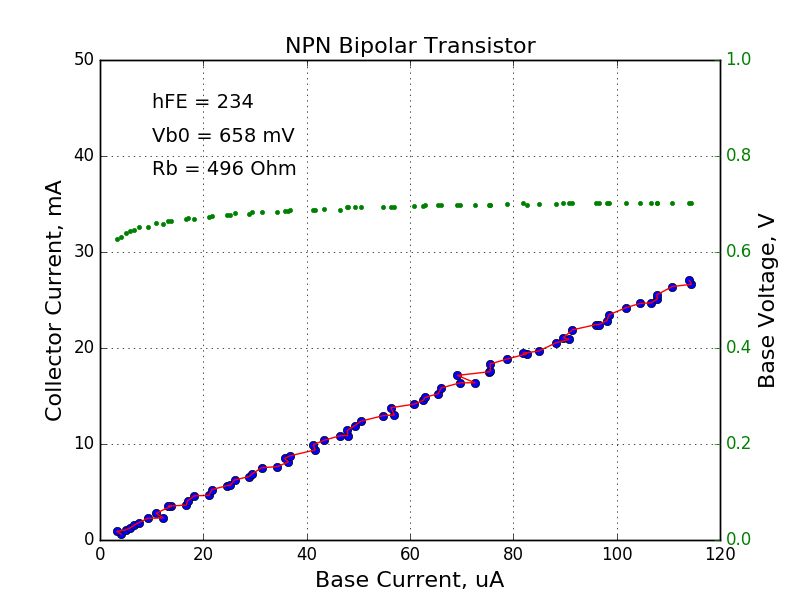 NPN Bipolar Transistor
hFE = 234
Vb0 = 658 mV
Rb = 496 Ohm
50
40
30
20
10
0
Collector Current, mA
1.0
0.8
0.6
0.4
0.2
0.0
Base Voltage, V
0 20 40 60 80 100 120
Base Current, uA